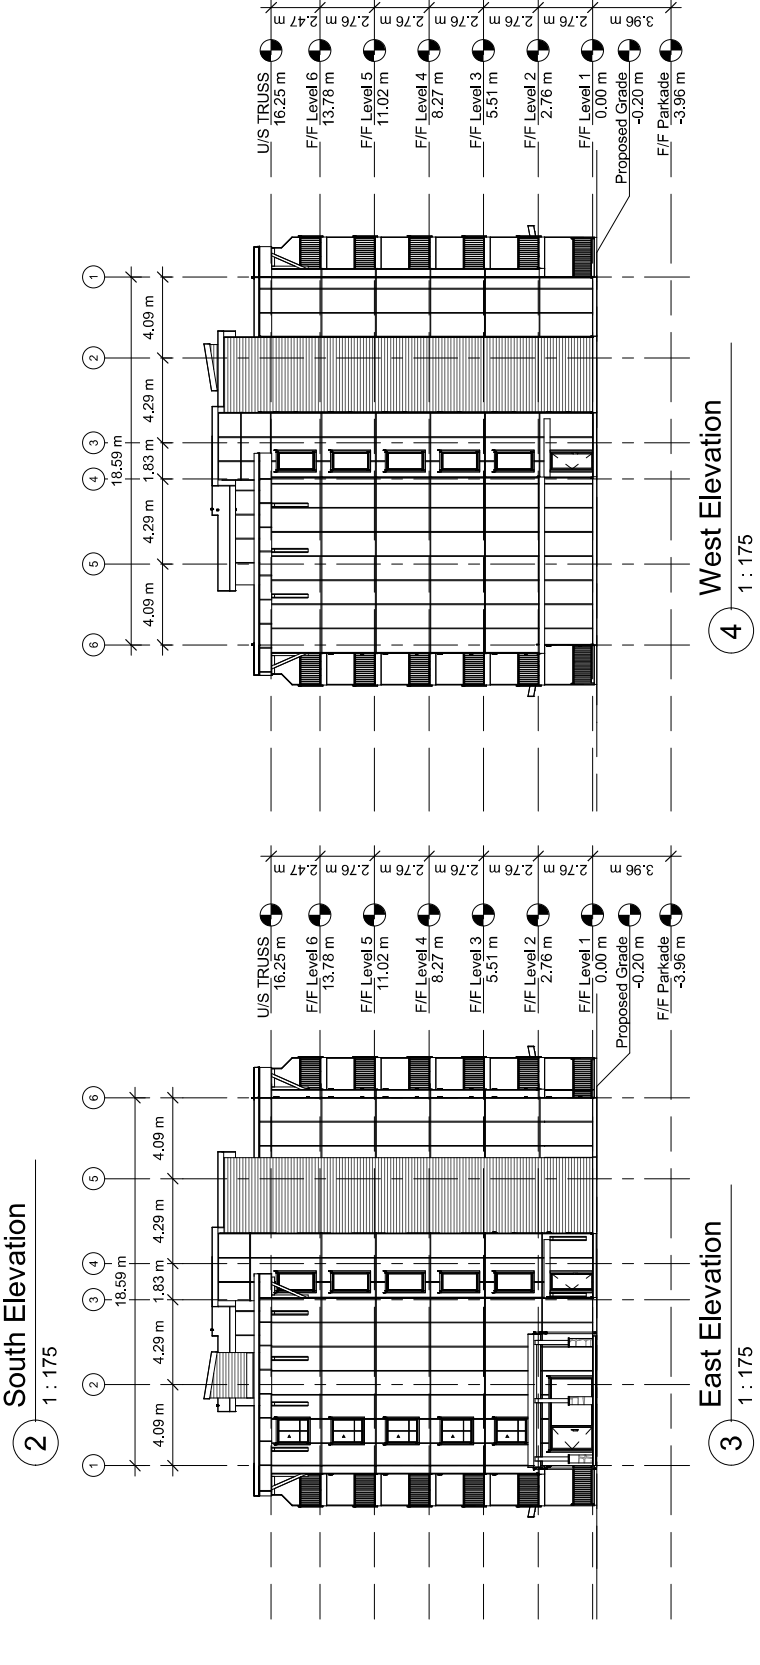 2
South Elevation
1 : 175
1
2
3
4
5
6
18.59 m
4.09 m
4.29 m
1.83 m
4.29 m
4.09 m
U/S TRUSS
16.25 m
F/F Level 6
13.78 m
F/F Level 5
11.02 m
F/F Level 4
8.27 m
F/F Level 3
5.51 m
F/F Level 2
2.76 m
F/F Level 1
0.00 m
Proposed Grade
-0.20 m
F/F Parkade
-3.96 m
2.47 m
2.76 m
2.76 m
2.76 m
2.76 m
2.76 m
3.96 m
3
East Elevation
1 : 175
6
5
4
3
2
1
18.59 m
4.09 m
4.29 m
1.83 m
4.29 m
4.09 m
U/S TRUSS
16.25 m
F/F Level 6
13.78 m
F/F Level 5
11.02 m
F/F Level 4
8.27 m
F/F Level 3
5.51 m
F/F Level 2
2.76 m
F/F Level 1
0.00 m
Proposed Grade
-0.20 m
F/F Parkade
-3.96 m
2.47 m
2.76 m
2.76 m
2.76 m
2.76 m
2.76 m
3.96 m
4
West Elevation
1 : 175